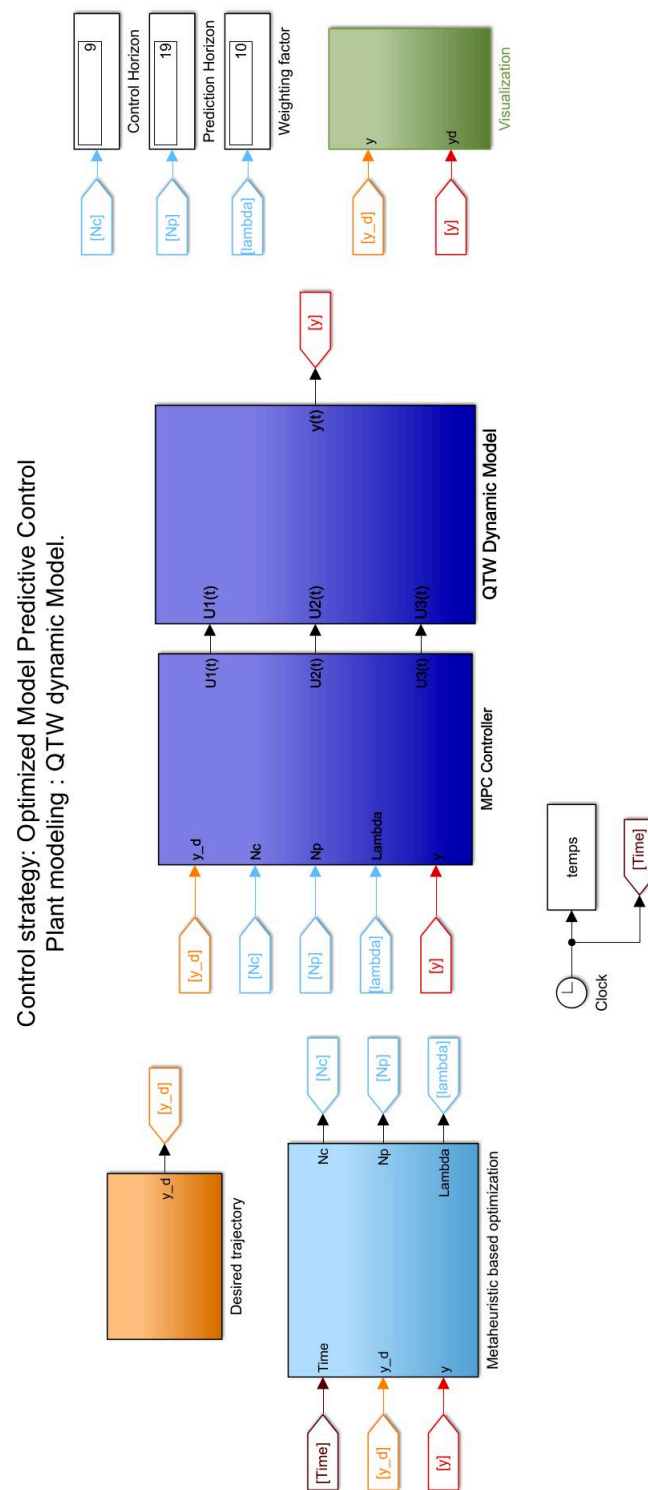 Control strategy: Optimized Model Predictive Control
Plant modeling : QTW dynamic Model.
y_d
[y_d]
Desired trajectory
[Time]
[y_d]
[y]
Time
y_d
y
Nc
Np
Lambda
[Nc]
[Np]
[lambda]
Metaheuristic based optimization
[y_d]
[Nc]
[Np]
[lambda]
[y]
y_d
Nc
Np
Lambda
y
U1(t)
U2(t)
U3(t)
MPC Controller
U1(t)
U2(t)
U3(t)
y(t)
QTW Dynamic Model
[y]
Clock
temps
[Time]
[Nc]
9
Control Horizon
[Np]
19
Prediction Horizon
[lambda]
10
Weighting factor
[y_d]
[y]
y
yd
Visualization